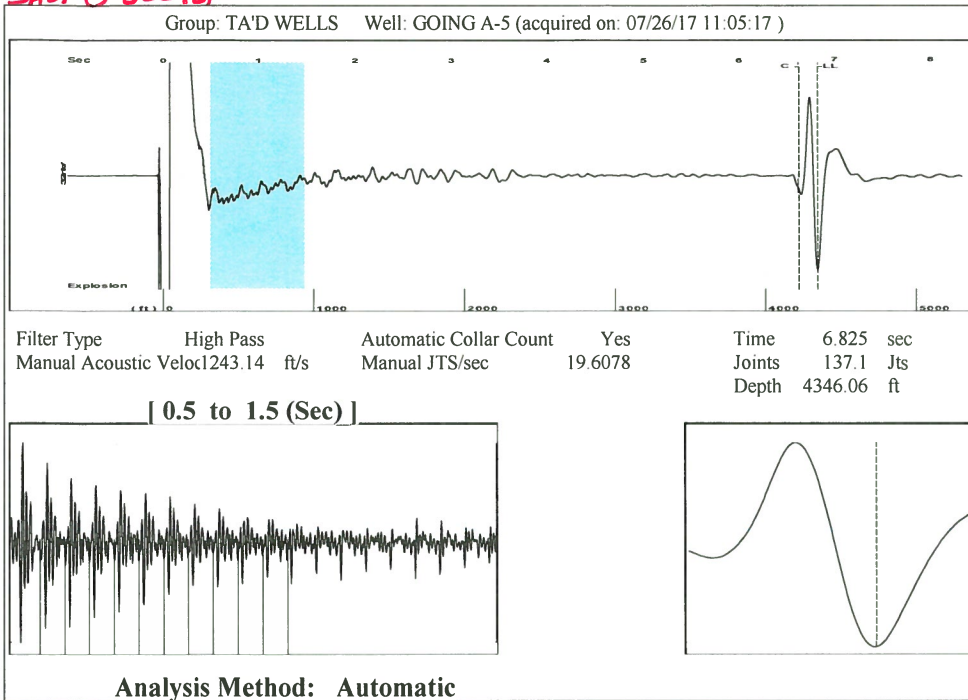 Group: TA'D WELLS Well: GOING A-5 (acquired on: 07/26/17 11:05:17 )
Sec 0 1 2 3 4 5 6 7 8
C LL
Explosion
(ft) 0 1000 2000 3000 4000 5000
Filter Type High Pass Automatic Collar Count Yes Time 6.825 sec
Manual Acoustic Veloc1243.14 ft/s Manual JTS/sec 19.6078 Joints 137.1 Jts
Depth 4346.06 ft
[ 0.5 to 1.5 (Sec) ]
Analysis Method: Automatic